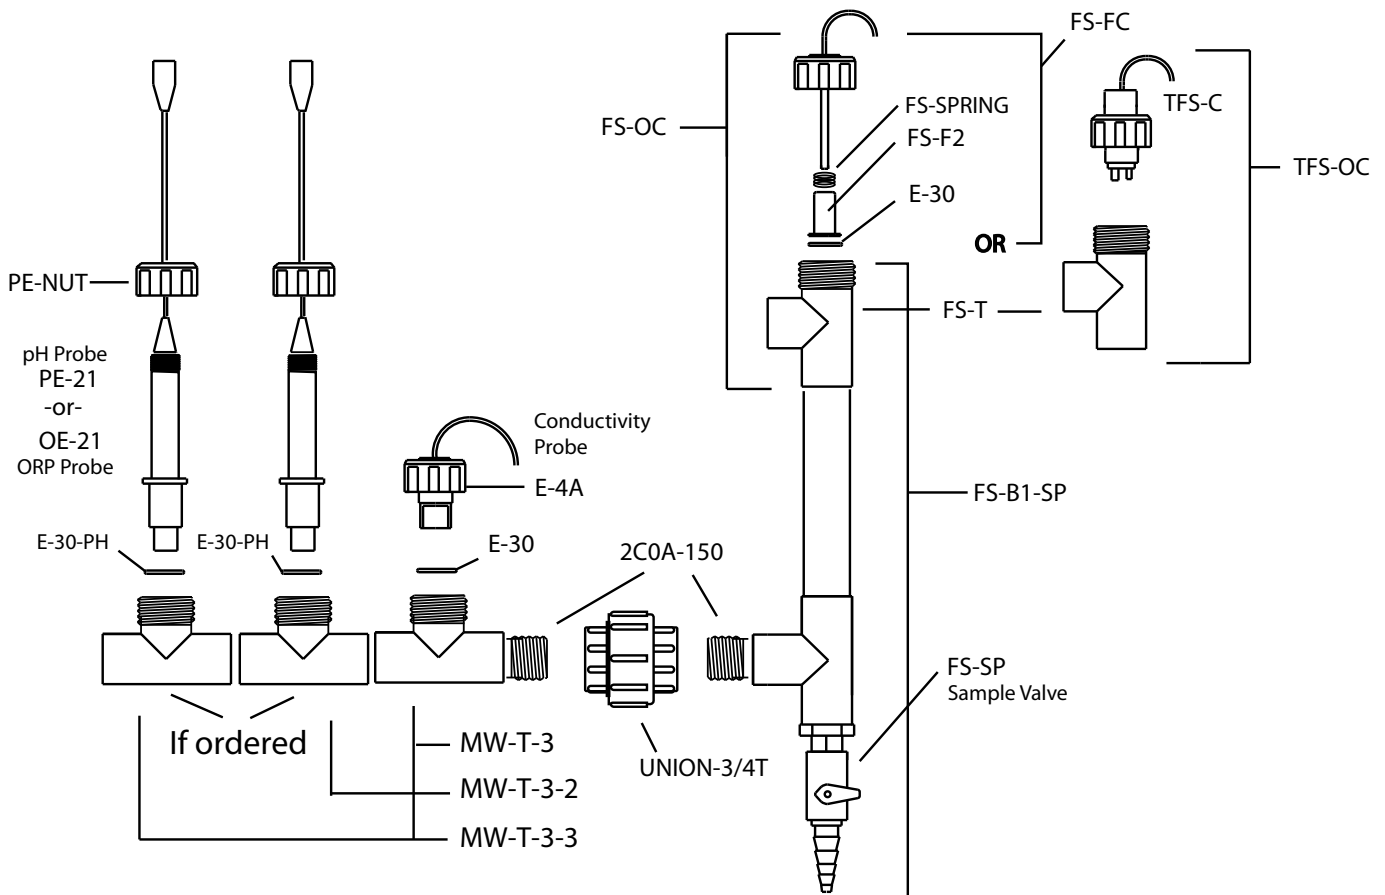 FS-FC
FS-OC
FS-SPRING
FS-F2
E-30
OR
TFS-C
TFS-OC
FS-T
PE-NUT
pH Probe
PE-21
-or-
OE-21
ORP Probe
Conductivity
Probe
E-4A
FS-B1-SP
E-30-PH
E-30-PH
E-30
2C0A-150
FS-SP
Sample Valve
If ordered
MW-T-3
MW-T-3-2
MW-T-3-3
UNION-3/4T